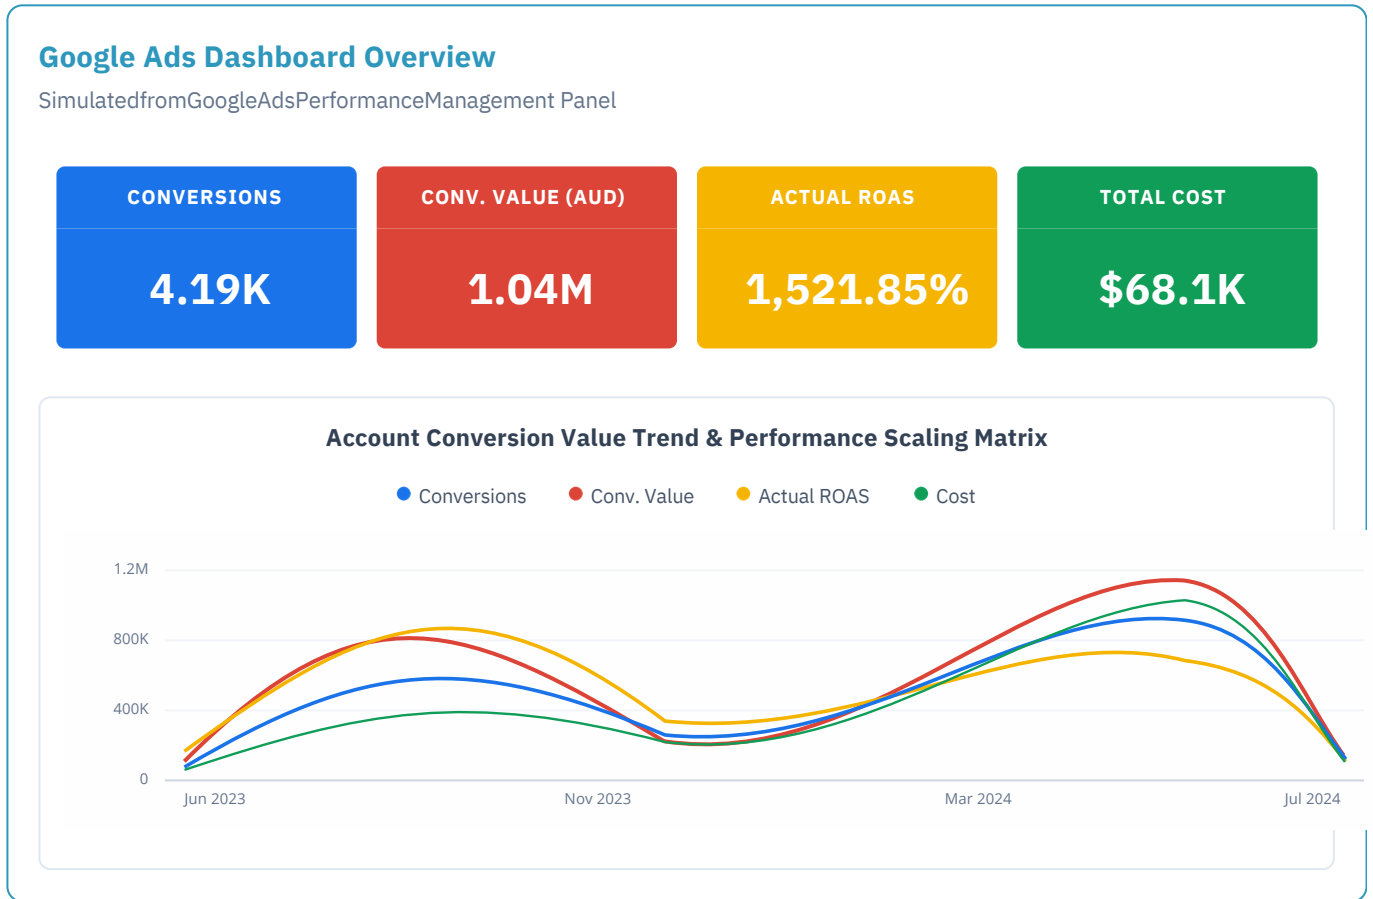 Google Ads Dashboard Overview
SimulatedfromGoogleAdsPerformanceManagement Panel
CONVERSIONS
4.19K
CONV. VALUE (AUD)
1.04M
ACTUAL ROAS
1,521.85%
TOTAL COST
$68.1K
Account Conversion Value Trend & Performance Scaling Matrix
Conversions Conv. Value Actual ROAS Cost
1.2M
800K
400K
0
Jun 2023 Nov 2023 Mar 2024 Jul 2024